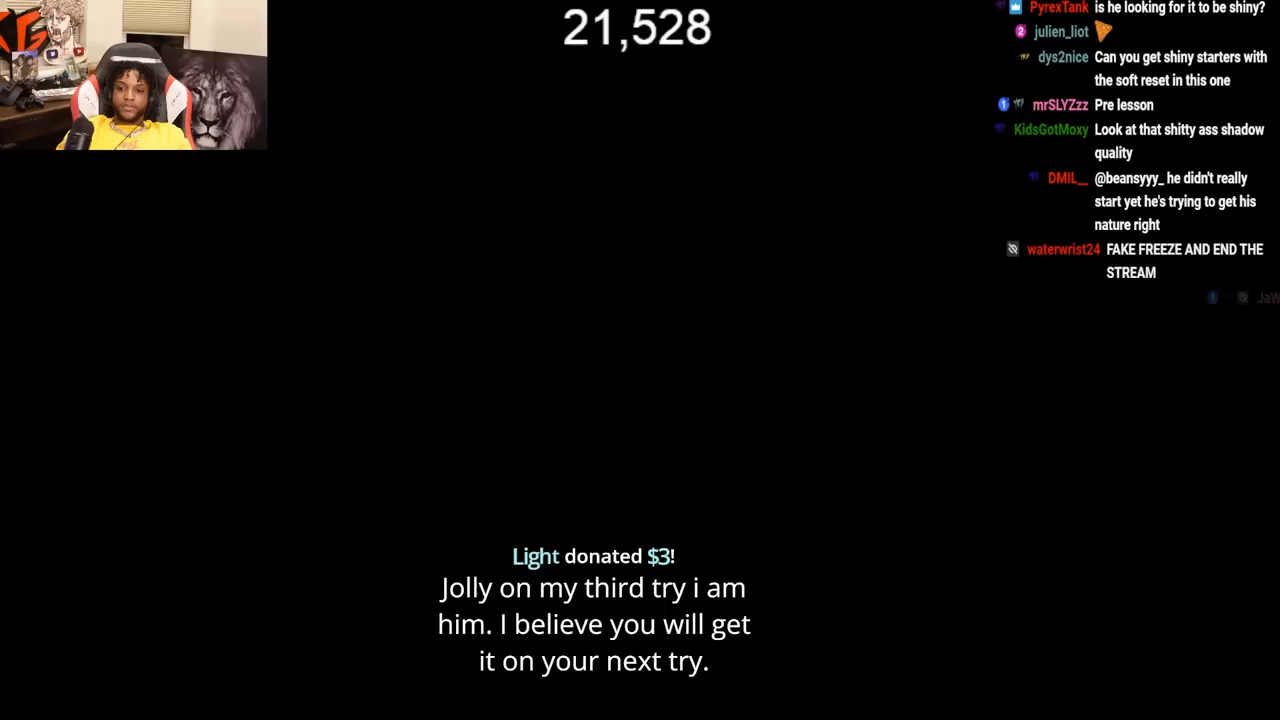 21,528
PyrexTank is he looking for it to be shiny?
2 julien_liot
dys2nice Can you get shiny starters with
the soft reset in this one
1 mrSLYZzz Pre lesson
KidsGotMoxy Look at that shitty ass shadow
quality
DMIL__ @beansyyy_ he didn't really
start yet he's trying to get his
nature right
waterwrist24 FAKE FREEZE AND END THE
STREAM
Light donated $3!
Jolly on my third try i am
him. I believe you will get
it on your next try.